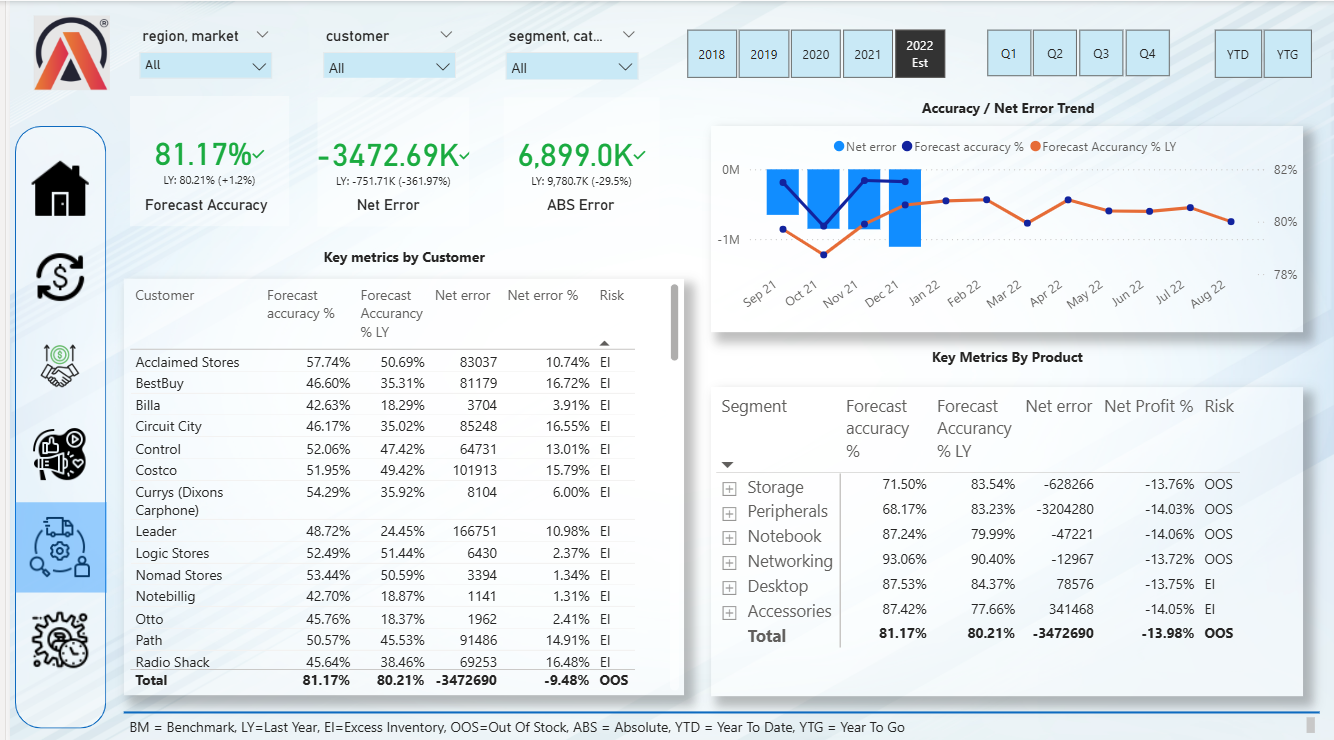 ®
region, market
All
customer
All
segment, cat...
All
2018
2019
2020
2021
2022
Est
Q1
Q2
Q3
Q4
YTD
YTG
81.17%
LY: 80.21% (+1.2%)
Forecast Accuracy
-3472.69K
LY: -751.71K (-361.97%)
Net Error
6,899.0K
LY: 9,780.7K (-29.5%)
ABS Error
Accuracy / Net Error Trend
Net error Forecast accuracy % Forecast Accurancy % LY
0M
-1M
82%
80%
78%
Sep 21
Oct 21
Nov 21
Dec 21
Jan 22
Feb 22
Mar 22
Apr 22
May 22
Jun 22
Jul 22
Aug 22
Key metrics by Customer
Customer Forecast accuracy % Forecast Accurancy % LY Net error Net error % Risk
Acclaimed Stores 57.74% 50.69% 83037 10.74% EI
BestBuy 46.60% 35.31% 81179 16.72% EI
Billa 42.63% 18.29% 3704 3.91% EI
Circuit City 46.17% 35.02% 85248 16.55% EI
Control 52.06% 47.42% 64731 13.01% EI
Costco 51.95% 49.42% 101913 15.79% EI
Currys (Dixons 54.29% 35.92% 8104 6.00% EI
Carphone)
Leader 48.72% 24.45% 166751 10.98% EI
Logic Stores 52.49% 51.44% 6430 2.37% EI
Nomad Stores 53.44% 50.59% 3394 1.34% EI
Notebillig 42.70% 18.87% 1141 1.31% EI
Otto 45.76% 18.37% 1962 2.41% EI
Path 50.57% 45.53% 91486 14.91% EI
Radio Shack 45.64% 38.46% 69253 16.48% EI
Total 81.17% 80.21% -3472690 -9.48% OOS
Key Metrics By Product
Segment Forecast accuracy % Forecast Accurancy % LY Net error Net Profit % Risk
Storage 71.50% 83.54% -628266 -13.76% OOS
Peripherals 68.17% 83.23% -3204280 -14.03% OOS
Notebook 87.24% 79.99% -47221 -14.06% OOS
Networking 93.06% 90.40% -12967 -13.72% OOS
Desktop 87.53% 84.37% 78576 -13.75% EI
Accessories 87.42% 77.66% 341468 -14.05% EI
Total 81.17% 80.21% -3472690 -13.98% OOS
BM = Benchmark, LY=Last Year, EI=Excess Inventory, OOS=Out Of Stock, ABS = Absolute, YTD = Year To Date, YTG = Year To Go